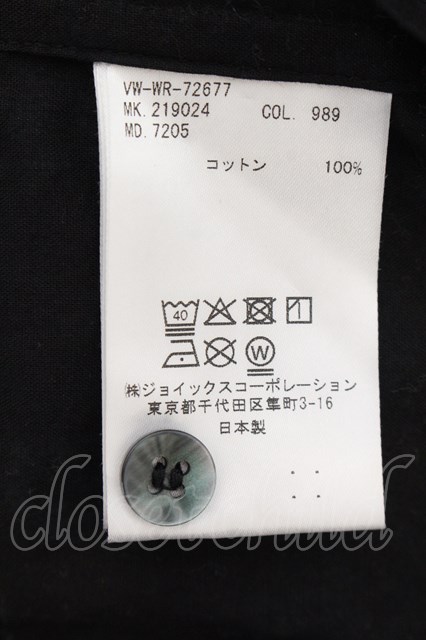 VW-WR-72677
MK. 219024 COL. 989
MD. 7205
コットン 100%
40
W
㈱ジョイックスコーポレーション
東京都千代田区隼町3-16
日本製
closetchild